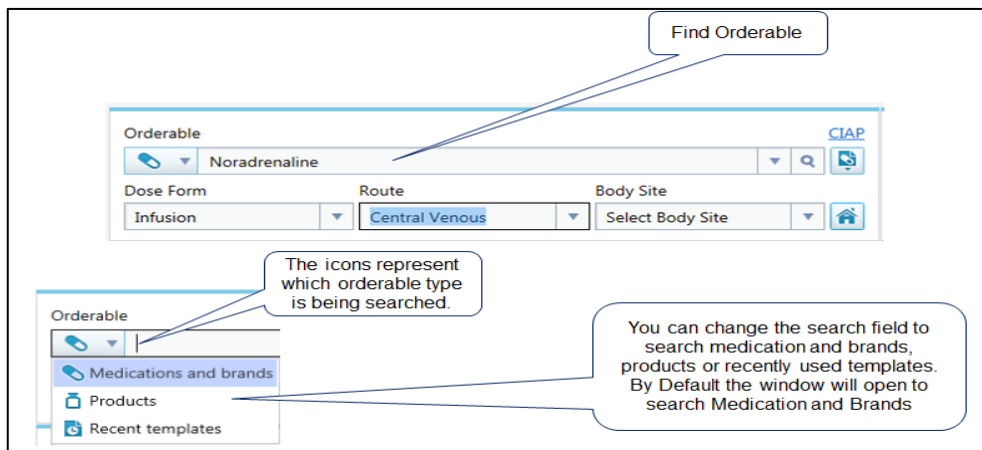 Find Orderable
Orderable CIAP
Noradrenaline
Dose Form Route Body Site
Infusion Central Venous Select Body Site
The icons represent
which orderable type
is being searched.
Orderable
Medications and brands
Products
Recent templates
You can change the search field to
search medication and brands,
products or recently used templates.
By Default the window will open to
search Medication and Brands